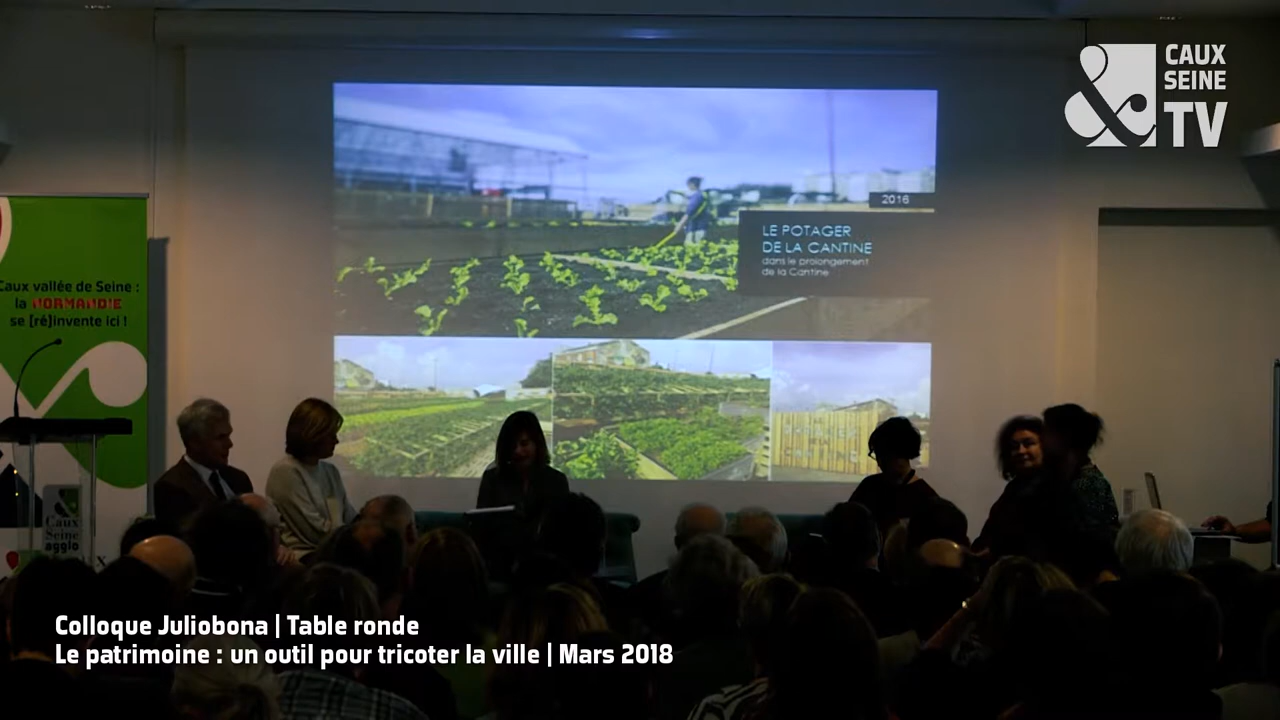 CAUX
SEINE
TV
2016
LE POTAGER
DE LA CANTINE
dans le prolongement
de la Cantine
Caux vallée de Seine :
la NORMANDIE
se [ré]invente ici !
Caux
Seine
agglo
Colloque Juliobona | Table ronde
Le patrimoine : un outil pour tricoter la ville | Mars 2018